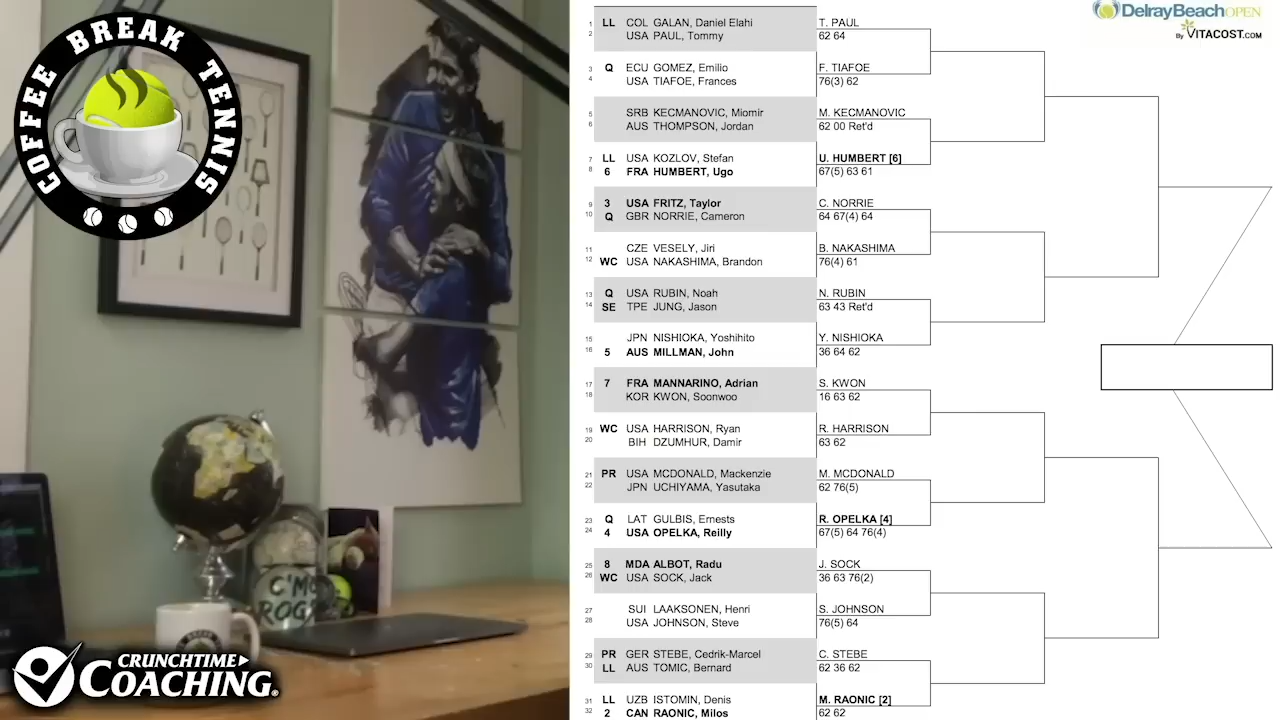 COFFEE BREAK TENNIS
C'MON
ROG
CRUNCHTIME
COACHING®
DelrayBeachOPEN
By VITACOST.COM
1 LL COL GALAN, Daniel Elahi
2 USA PAUL, Tommy
T. PAUL
62 64
3 Q ECU GOMEZ, Emilio
4 USA TIAFOE, Frances
F. TIAFOE
76(3) 62
5 SRB KECMANOVIC, Miomir
6 AUS THOMPSON, Jordan
M. KECMANOVIC
62 00 Ret'd
7 LL USA KOZLOV, Stefan
8 6 FRA HUMBERT, Ugo
U. HUMBERT [6]
67(5) 63 61
9 3 USA FRITZ, Taylor
10 Q GBR NORRIE, Cameron
C. NORRIE
64 67(4) 64
11 CZE VESELY, Jiri
12 WC USA NAKASHIMA, Brandon
B. NAKASHIMA
76(4) 61
13 Q USA RUBIN, Noah
14 SE TPE JUNG, Jason
N. RUBIN
63 43 Ret'd
15 JPN NISHIOKA, Yoshihito
16 5 AUS MILLMAN, John
Y. NISHIOKA
36 64 62
17 7 FRA MANNARINO, Adrian
18 KOR KWON, Soonwoo
S. KWON
16 63 62
19 WC USA HARRISON, Ryan
20 BIH DZUMHUR, Damir
R. HARRISON
63 62
21 PR USA MCDONALD, Mackenzie
22 JPN UCHIYAMA, Yasutaka
M. MCDONALD
62 76(5)
23 Q LAT GULBIS, Ernests
24 4 USA OPELKA, Reilly
R. OPELKA [4]
67(5) 64 76(4)
25 8 MDA ALBOT, Radu
26 WC USA SOCK, Jack
J. SOCK
36 63 76(2)
27 SUI LAAKSONEN, Henri
28 USA JOHNSON, Steve
S. JOHNSON
76(5) 64
29 PR GER STEBE, Cedrik-Marcel
30 LL AUS TOMIC, Bernard
C. STEBE
62 36 62
31 LL UZB ISTOMIN, Denis
32 2 CAN RAONIC, Milos
M. RAONIC [2]
62 62